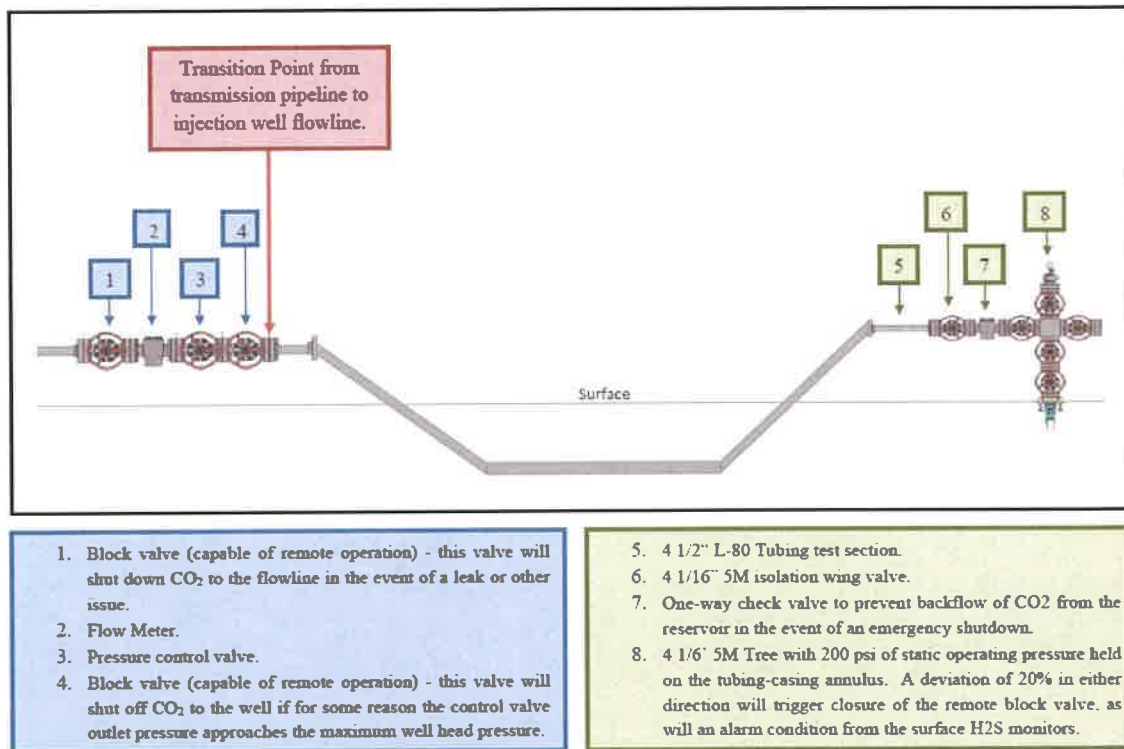 Transition Point from
transmission pipeline to
injection well flowline.
2
4
1
3
6
8
5
7
Surface
1. Block valve (capable of remote operation) - this valve will
shut down CO₂ to the flowline in the event of a leak or other
issue.
2. Flow Meter.
3. Pressure control valve.
4. Block valve (capable of remote operation) - this valve will
shut off CO₂ to the well if for some reason the control valve
outlet pressure approaches the maximum well head pressure.
5. 4 1/2" L-80 Tubing test section.
6. 4 1/16" 5M isolation wing valve.
7. One-way check valve to prevent backflow of CO2 from the
reservoir in the event of an emergency shutdown.
8. 4 1/6" 5M Tree with 200 psi of static operating pressure held
on the tubing-casing annulus. A deviation of 20% in either
direction will trigger closure of the remote block valve, as
will an alarm condition from the surface H2S monitors.